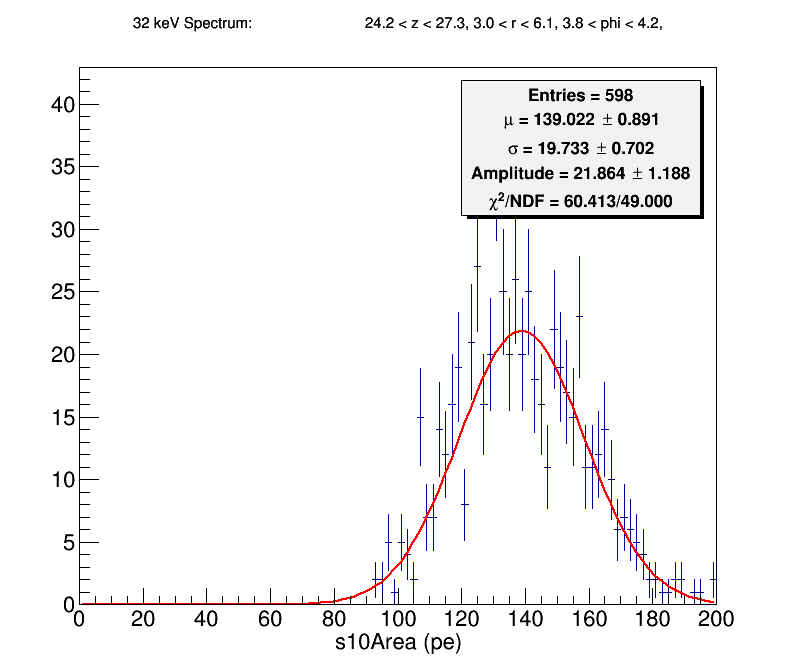 32 keV Spectrum: 24.2 < z < 27.3, 3.0 < r < 6.1, 3.8 < phi < 4.2,
Entries = 598
μ = 139.022 ± 0.891
σ = 19.733 ± 0.702
Amplitude = 21.864 ± 1.188
χ²/NDF = 60.413/49.000
40
35
30
25
20
15
10
5
0
0 20 40 60 80 100 120 140 160 180 200
s10Area (pe)